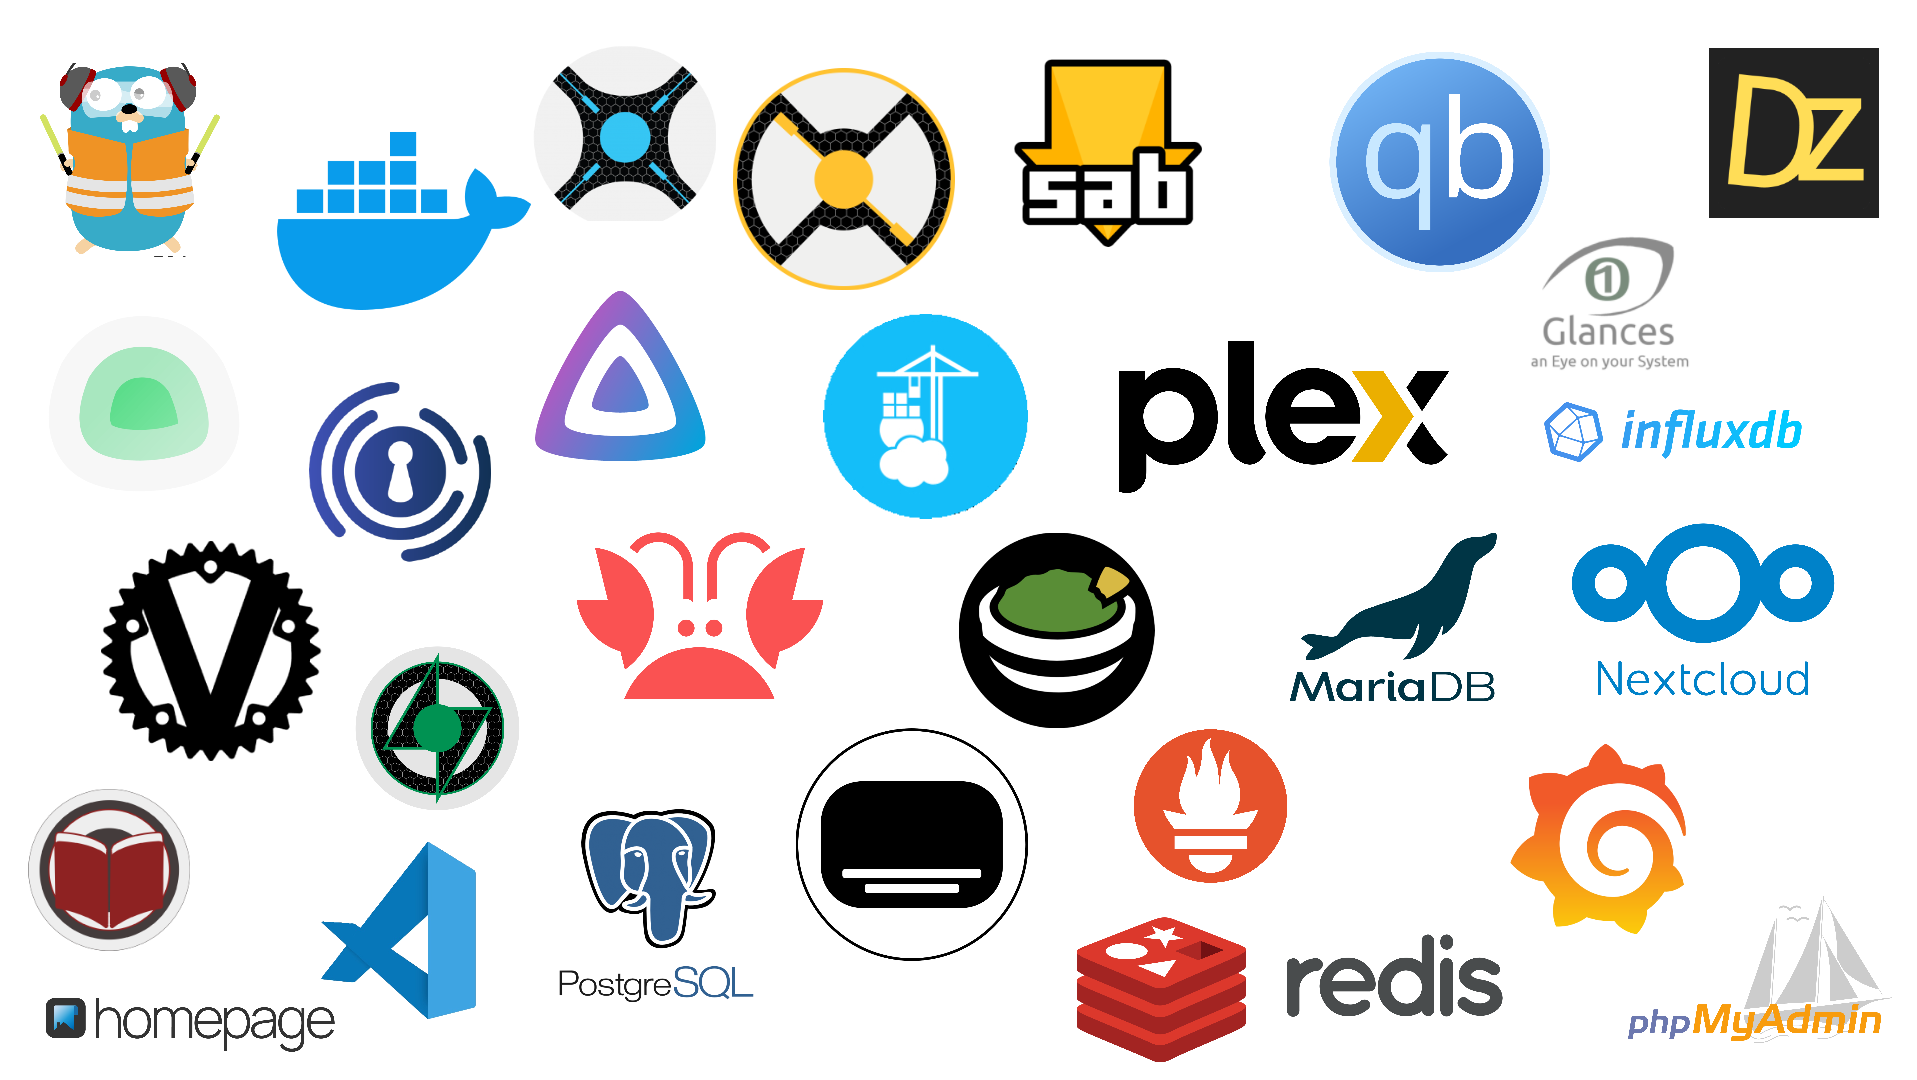 sab
qb
Dz
Glances
an Eye on your System
plex
influxdb
MariaDB
Nextcloud
PostgreSQL
redis
homepage
phpMyAdmin